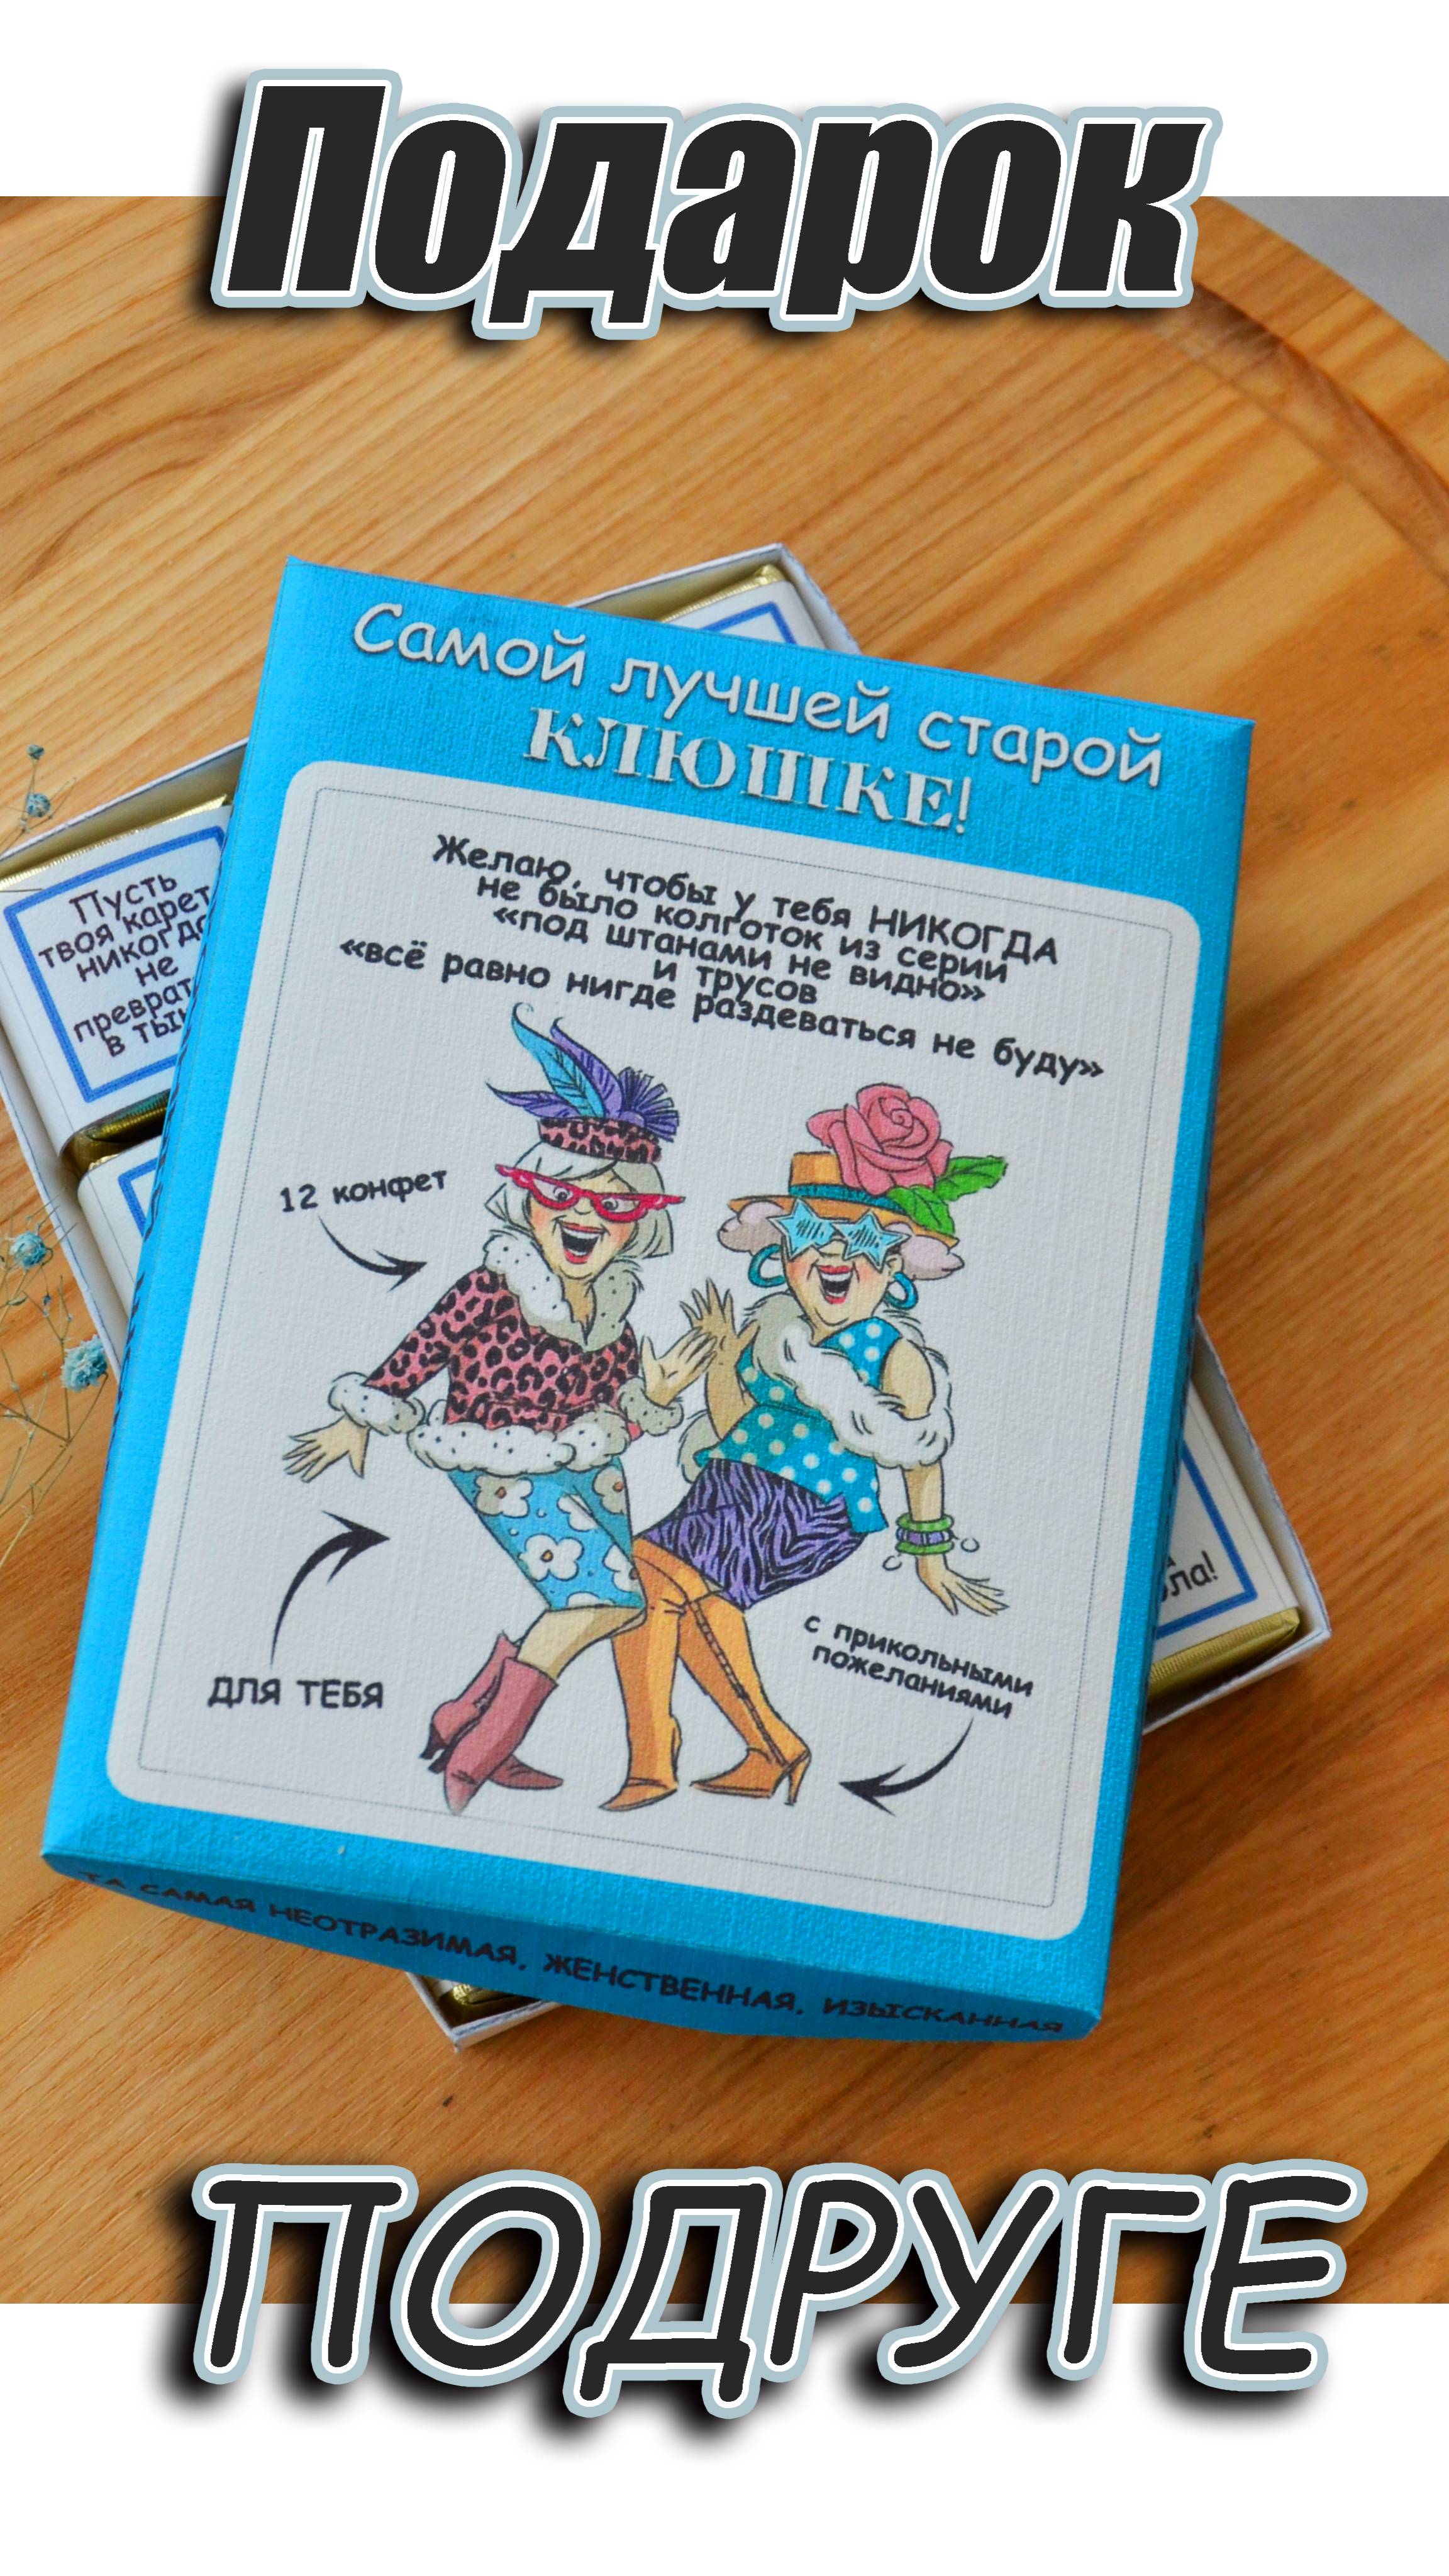 Подарок
Самой лучшей старой
КЛЮШКЕ!
Желаю, чтобы у тебя НИКОГДА
не было колготок из серии
«под штанами не видно»
и трусов
«всё равно нигде раздеваться не буду»
Пусть
твоя карет
никогда
не
преврат
в ты
12 конфет
ДЛЯ ТЕБЯ
с прикольными
пожеланиями
ла!
ТА САМАЯ НЕОТРАЗИМАЯ, ЖЕНСТВЕННАЯ, ИЗЫСКАННАЯ
ПОДРУГЕ